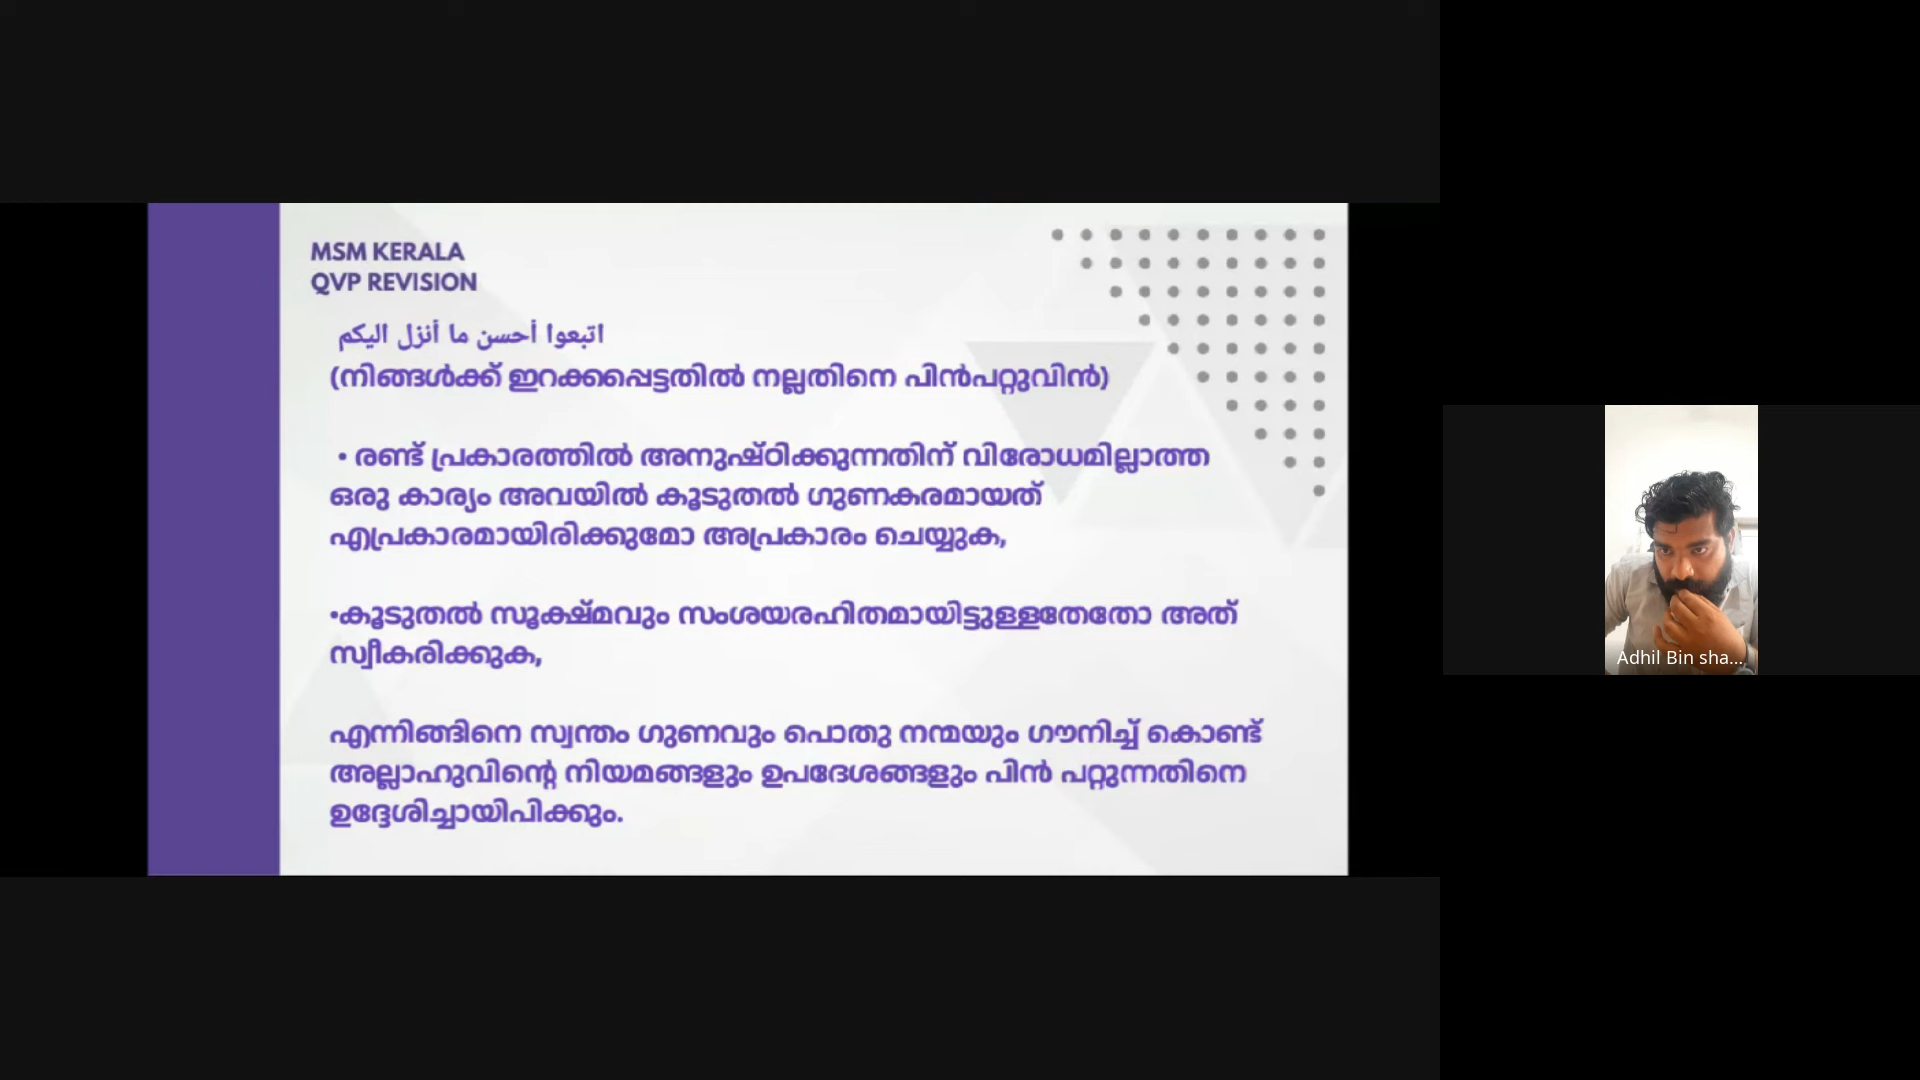 MSM KERALA
QVP REVISION
اتبعوا أحسن ما أنزل اليكم
(നിങ്ങൾക്ക് ഇറക്കപ്പെട്ടതിൽ നല്ലതിനെ പിൻപറ്റുവിൻ)
• രണ്ട് പ്രകാരത്തിൽ അനുഷ്ഠിക്കുന്നതിന് വിരോധമില്ലാത്ത
ഒരു കാര്യം അവയിൽ കൂടുതൽ ഗുണകരമായത്
എപ്രകാരമായിരിക്കുമോ അപ്രകാരം ചെയ്യുക,
•കൂടുതൽ സൂക്ഷ്മവും സംശയരഹിതമായിട്ടുള്ളതേതോ അത്
സ്വീകരിക്കുക,
എന്നിങ്ങിനെ സ്വന്തം ഗുണവും പൊതു നന്മയും ഗൗനിച്ച് കൊണ്ട്
അല്ലാഹുവിന്റെ നിയമങ്ങളും ഉപദേശങ്ങളും പിൻ പറ്റുന്നതിനെ
ഉദ്ദേശിച്ചായിപിക്കും.
Adhil Bin sha...